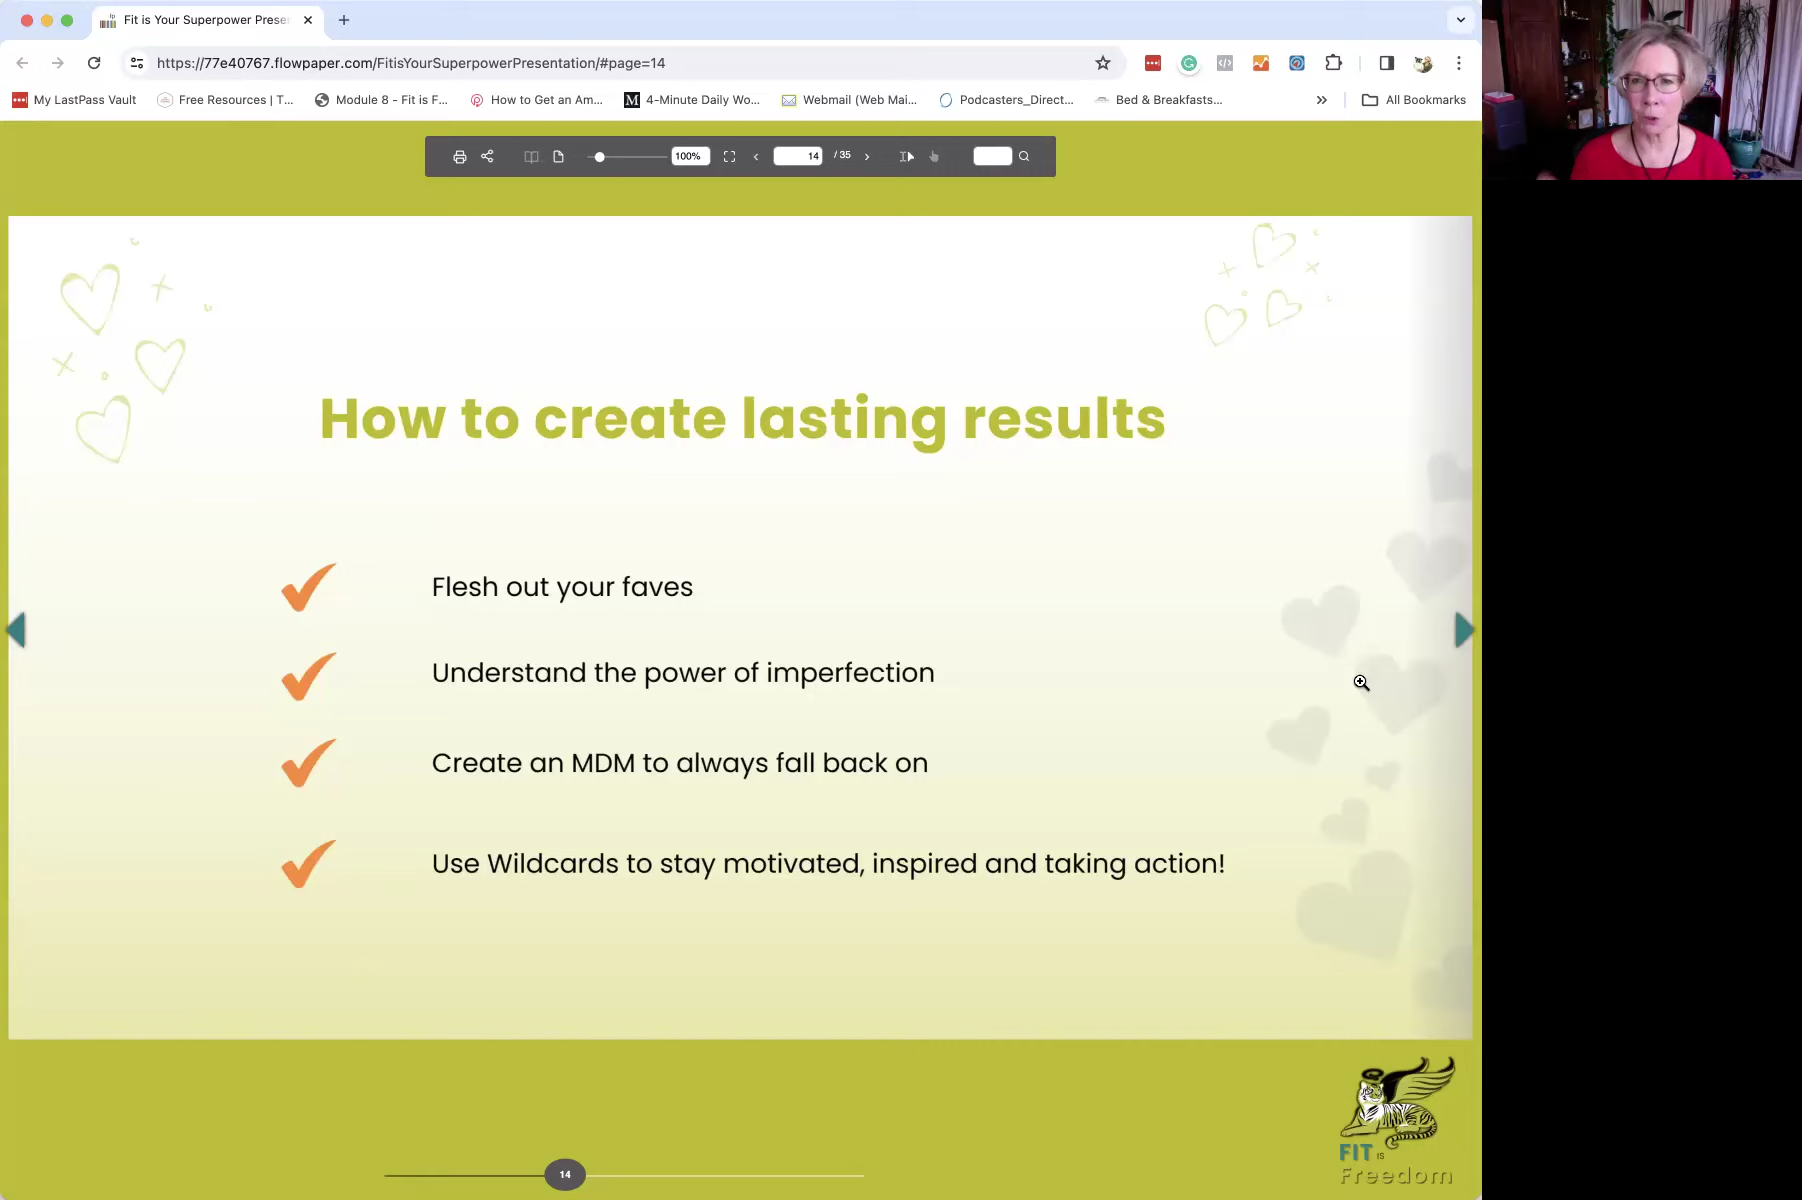 Fit is Your Superpower Prese
https://77e40767.flowpaper.com/FitisYourSuperpowerPresentation/#page=14
My LastPass Vault
Free Resources | T...
Module 8 - Fit is F...
How to Get an Am...
4-Minute Daily Wo...
Webmail (Web Mai...
Podcasters_Direct...
Bed & Breakfasts...
All Bookmarks
100%
14
/ 35
How to create lasting results
Flesh out your faves
Understand the power of imperfection
Create an MDM to always fall back on
Use Wildcards to stay motivated, inspired and taking action!
FIT IS
Freedom
14